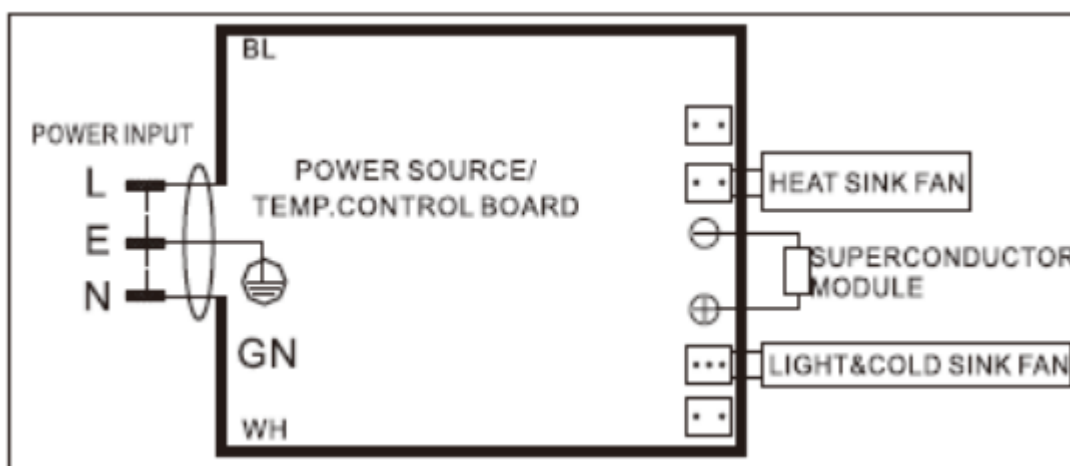 BL
POWER INPUT
L
E
N
POWER SOURCE/
TEMP.CONTROL BOARD
HEAT SINK FAN
SUPERCONDUCTOR
MODULE
GN
LIGHT&COLD SINK FAN
WH